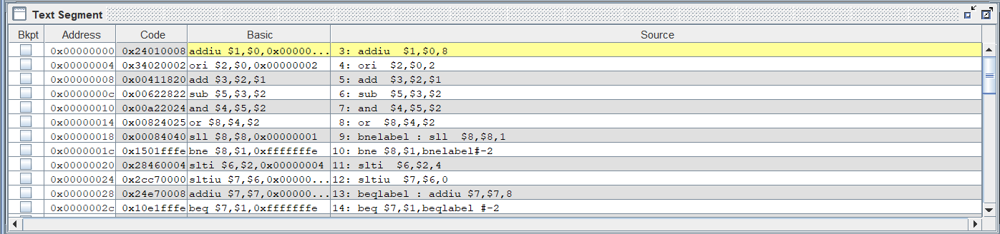 Text Segment
Bkpt Address Code Basic Source
0x00000000 0x24010008 addiu $1,$0,0x00000... 3: addiu $1,$0,8
0x00000004 0x34020002 ori $2,$0,0x00000002 4: ori $2,$0,2
0x00000008 0x00411820 add $3,$2,$1 5: add $3,$2,$1
0x0000000c 0x00622822 sub $5,$3,$2 6: sub $5,$3,$2
0x00000010 0x00a22024 and $4,$5,$2 7: and $4,$5,$2
0x00000014 0x00824025 or $8,$4,$2 8: or $8,$4,$2
0x00000018 0x00084040 sll $8,$8,0x00000001 9: bnelabel : sll $8,$8,1
0x0000001c 0x1501fffe bne $8,$1,0xfffffffe 10: bne $8,$1,bnelabel#-2
0x00000020 0x28460004 slti $6,$2,0x00000004 11: slti $6,$2,4
0x00000024 0x2cc70000 sltiu $7,$6,0x00000... 12: sltiu $7,$6,0
0x00000028 0x24e70008 addiu $7,$7,0x00000... 13: beqlabel : addiu $7,$7,8
0x0000002c 0x10e1fffe beq $7,$1,0xfffffffe 14: beq $7,$1,beqlabel #-2